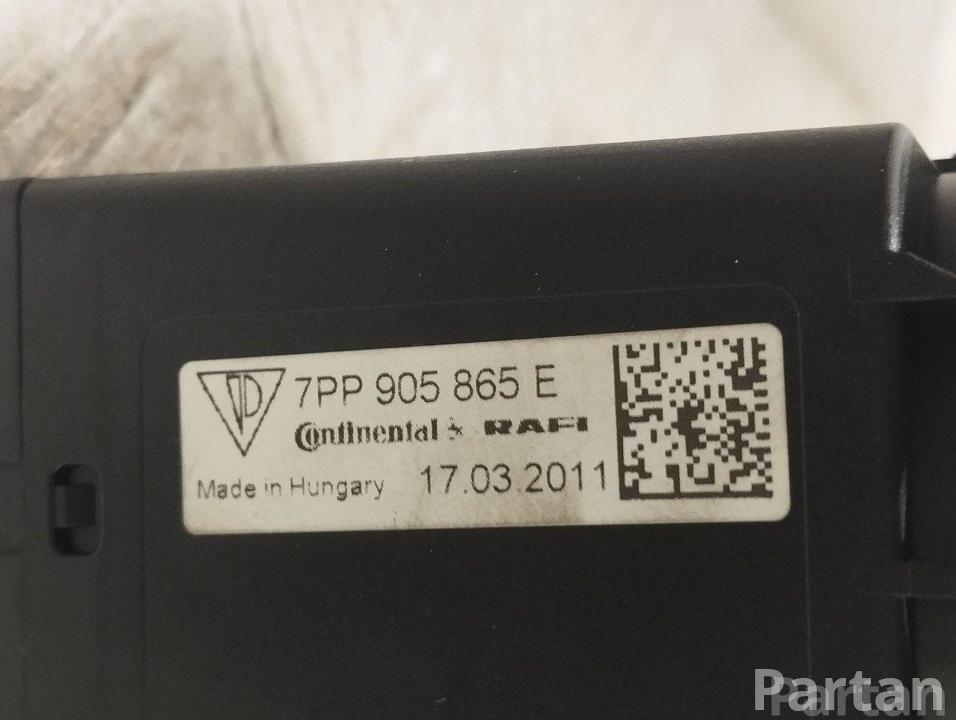 7PP 905 865 E
Continental RAFI
Made in Hungary 17.03.2011
Partan